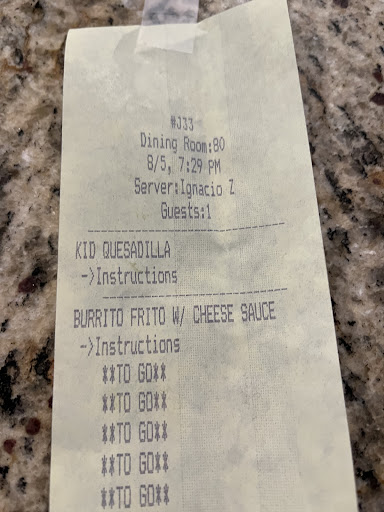 #J33
Dining Room:80
8/5, 7:29 PM
Server:Ignacio Z
Guests:1
KID QUESADILLA
->Instructions
BURRITO FRITO W/ CHEESE SAUCE
->Instructions
**TO GO**
**TO GO**
**TO GO**
**TO GO**
**TO GO**